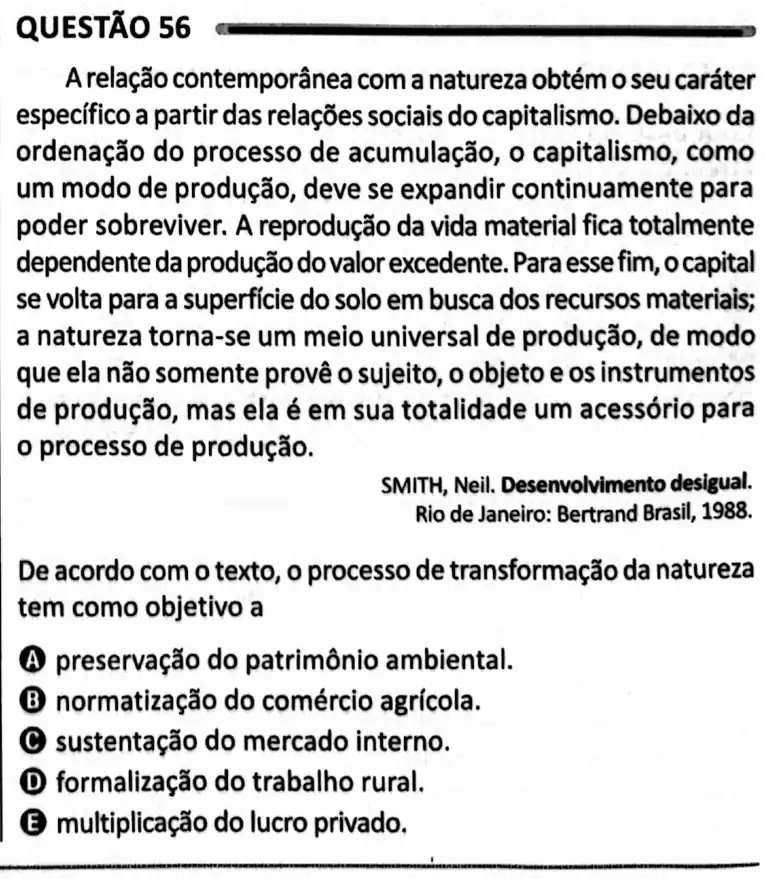 QUESTÃO 56
A relação contemporânea com a natureza obtém o seu caráter
específico a partir das relações sociais do capitalismo. Debaixo da
ordenação do processo de acumulação, o capitalismo, como
um modo de produção, deve se expandir continuamente para
poder sobreviver. A reprodução da vida material fica totalmente
dependente da produção do valor excedente. Para esse fim, o capital
se volta para a superfície do solo em busca dos recursos materiais;
a natureza torna-se um meio universal de produção, de modo
que ela não somente provê o sujeito, o objeto e os instrumentos
de produção, mas ela é em sua totalidade um acessório para
o processo de produção.
SMITH, Neil. Desenvolvimento desigual.
Rio de Janeiro: Bertrand Brasil, 1988.
De acordo com o texto, o processo de transformação da natureza
tem como objetivo a
A preservação do patrimônio ambiental.
B normatização do comércio agrícola.
C sustentação do mercado interno.
D formalização do trabalho rural.
E multiplicação do lucro privado.